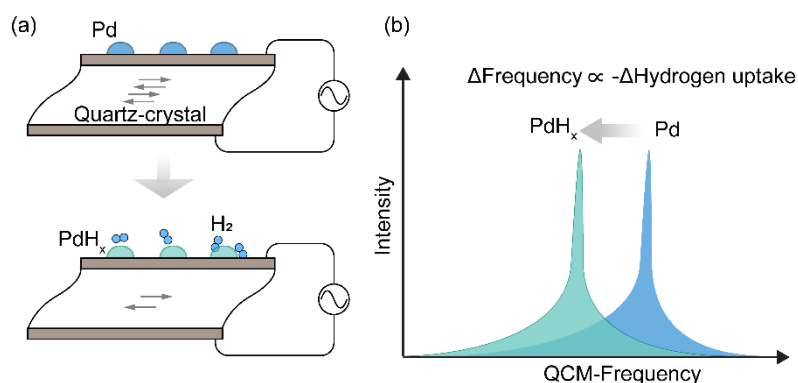 (a)
Pd
Quartz-crystal
PdHₓ
H₂
(b)
ΔFrequency ∝ -ΔHydrogen uptake
PdHₓ
Pd
Intensity
QCM-Frequency